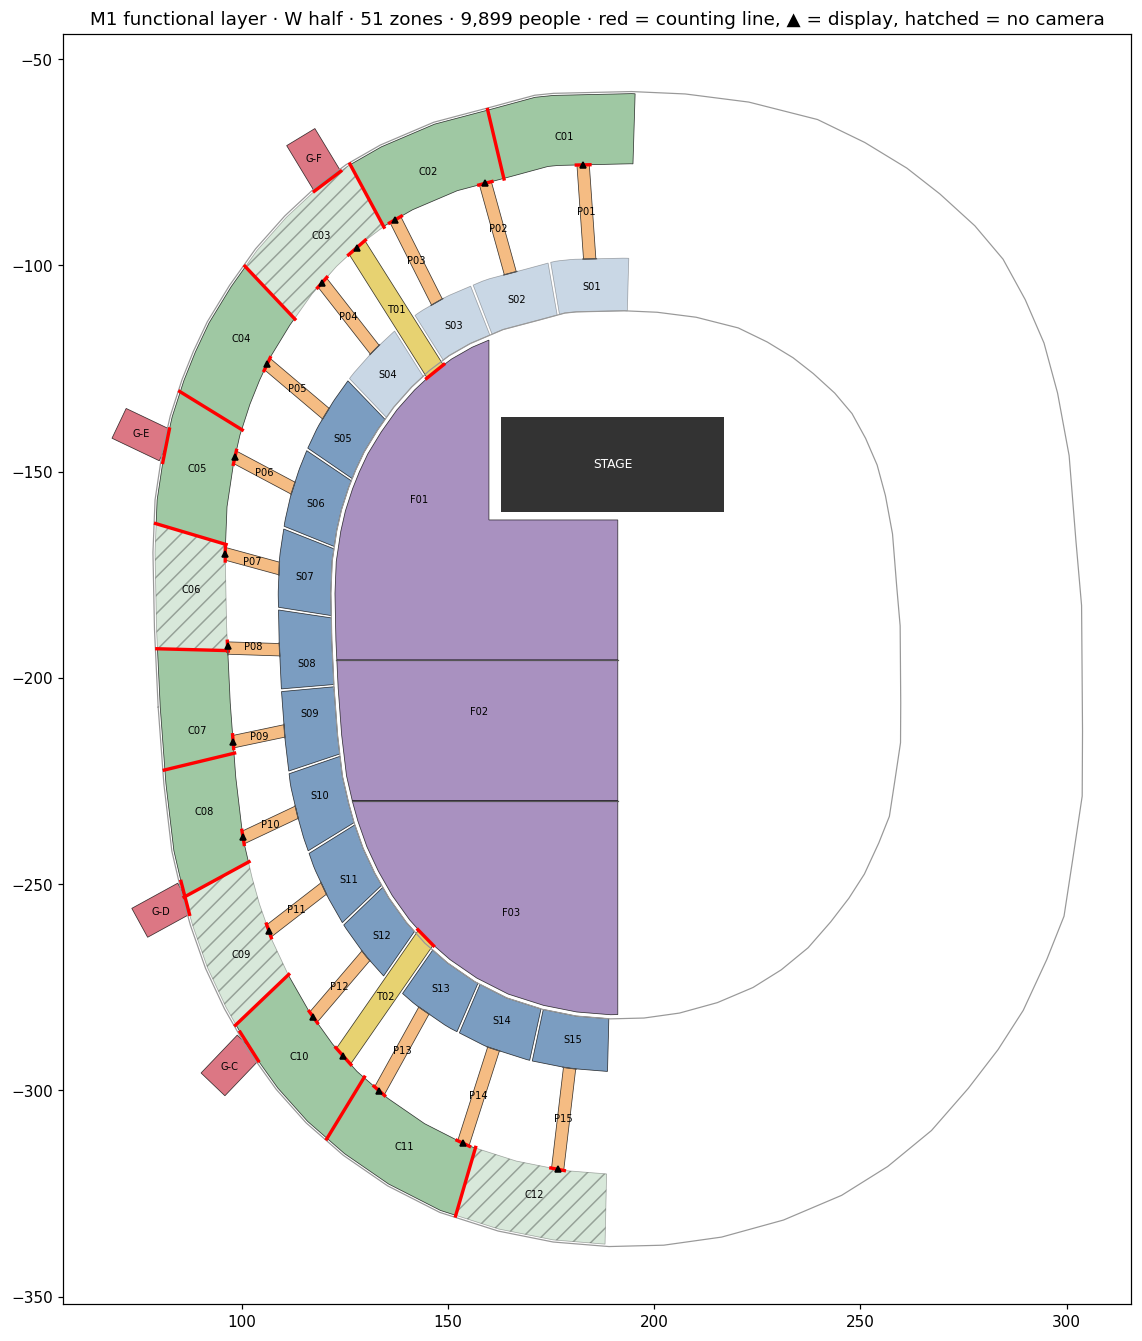 M1 functional layer · W half · 51 zones · 9,899 people · red = counting line, ▲ = display, hatched = no camera
−50
C01
G-F
C02
P01
P02
C03
P03
−100
S01
S02
T01
P04
S03
C04
S04
P05
S05
G-E
STAGE
−150
C05
P06
F01
S06
P07
S07
C06
P08
S08
−200
F02
S09
C07
P09
S10
C08
P10
S11
−250
P11
G-D
F03
S12
C09
P12
S13
T02
S14
S15
C10
P13
G-C
−300
P14
P15
C11
C12
−350
100
150
200
250
300